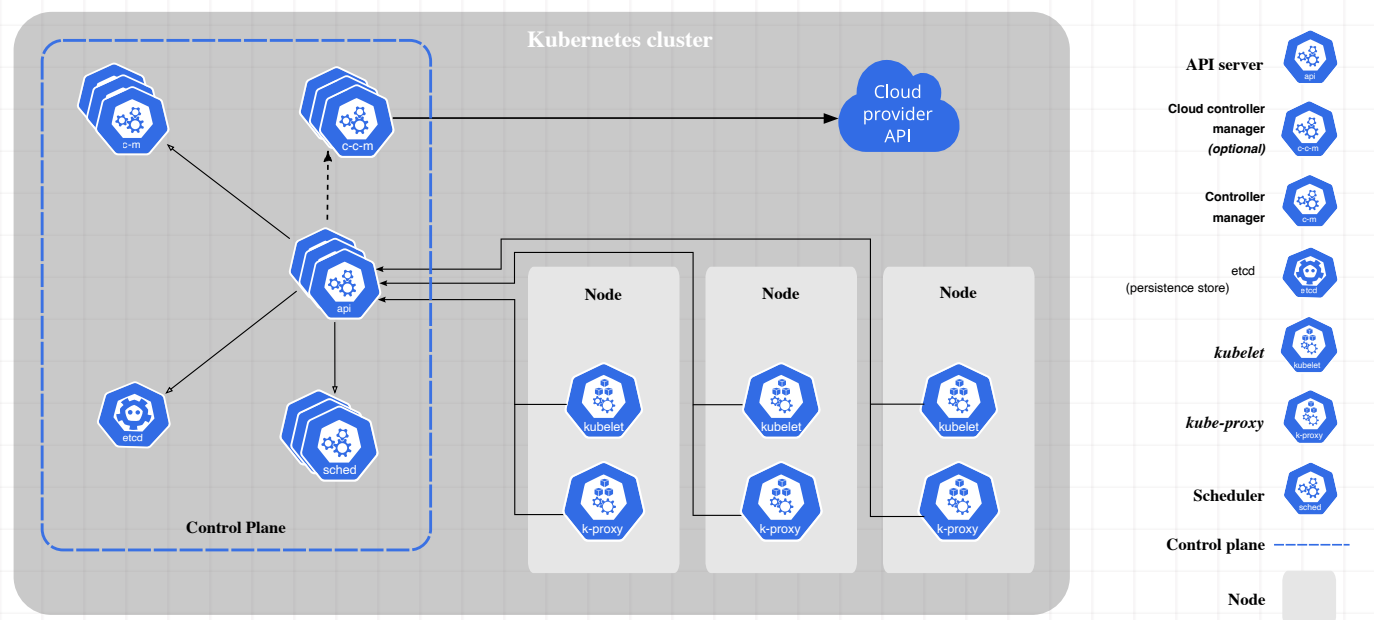 Kubernetes cluster
c-m
c-c-m
Cloud
provider
API
api
etcd
sched
Control Plane
Node
kubelet
k-proxy
Node
kubelet
k-proxy
Node
kubelet
k-proxy
API server
api
Cloud controller
manager
(optional)
c-c-m
Controller
manager
c-m
etcd
(persistence store)
etcd
kubelet
kubelet
kube-proxy
k-proxy
Scheduler
sched
Control plane
Node